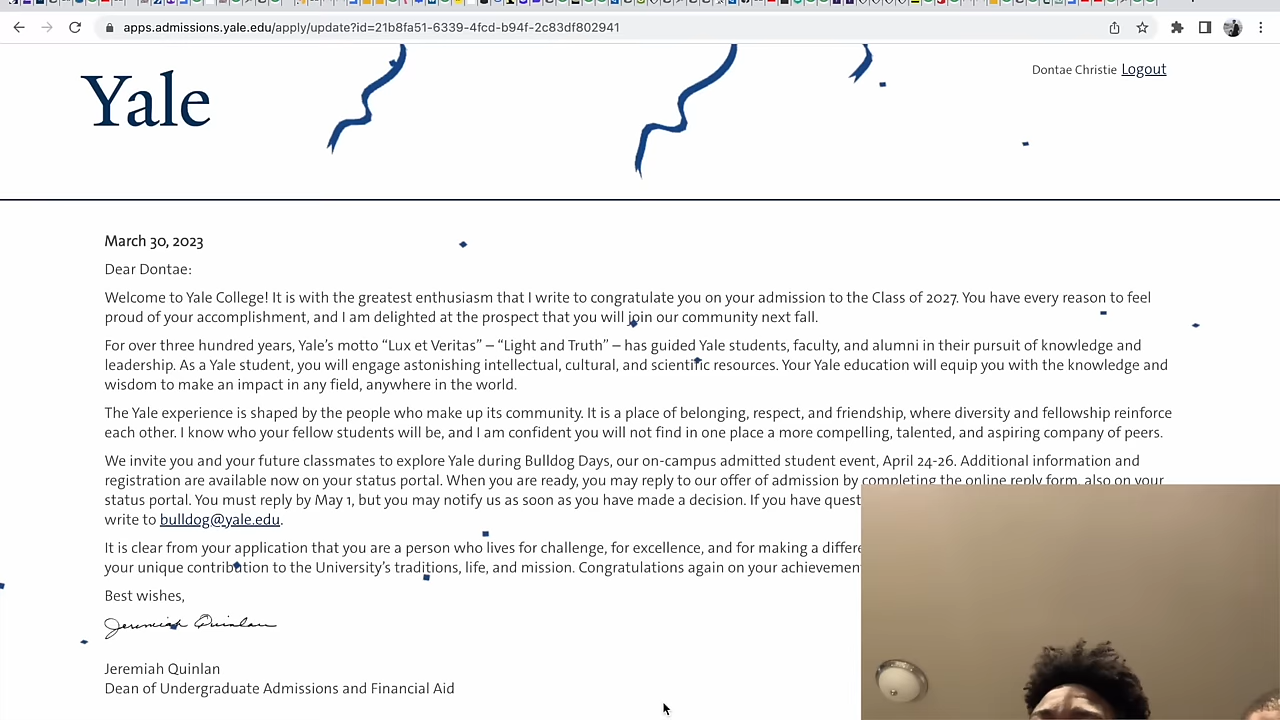 apps.admissions.yale.edu/apply/update?id=21b8fa51-6339-4fcd-b94f-2c83df802941
Yale
Dontae Christie Logout
March 30, 2023
Dear Dontae:
Welcome to Yale College! It is with the greatest enthusiasm that I write to congratulate you on your admission to the Class of 2027. You have every reason to feel
proud of your accomplishment, and I am delighted at the prospect that you will join our community next fall.
For over three hundred years, Yale's motto “Lux et Veritas” – “Light and Truth” – has guided Yale students, faculty, and alumni in their pursuit of knowledge and
leadership. As a Yale student, you will engage astonishing intellectual, cultural, and scientific resources. Your Yale education will equip you with the knowledge and
wisdom to make an impact in any field, anywhere in the world.
The Yale experience is shaped by the people who make up its community. It is a place of belonging, respect, and friendship, where diversity and fellowship reinforce
each other. I know who your fellow students will be, and I am confident you will not find in one place a more compelling, talented, and aspiring company of peers.
We invite you and your future classmates to explore Yale during Bulldog Days, our on-campus admitted student event, April 24-26. Additional information and
registration are available now on your status portal. When you are ready, you may reply to our offer of admission by completing the online reply form, also on your
status portal. You must reply by May 1, but you may notify us as soon as you have made a decision. If you have
write to bulldog@yale.edu.
It is clear from your application that you are a person who lives for challenge, for excellence, and for making a
your unique contribution to the University's traditions, life, and mission. Congratulations again on your
Best wishes,
Jeremiah Quinlan
Jeremiah Quinlan
Dean of Undergraduate Admissions and Financial Aid